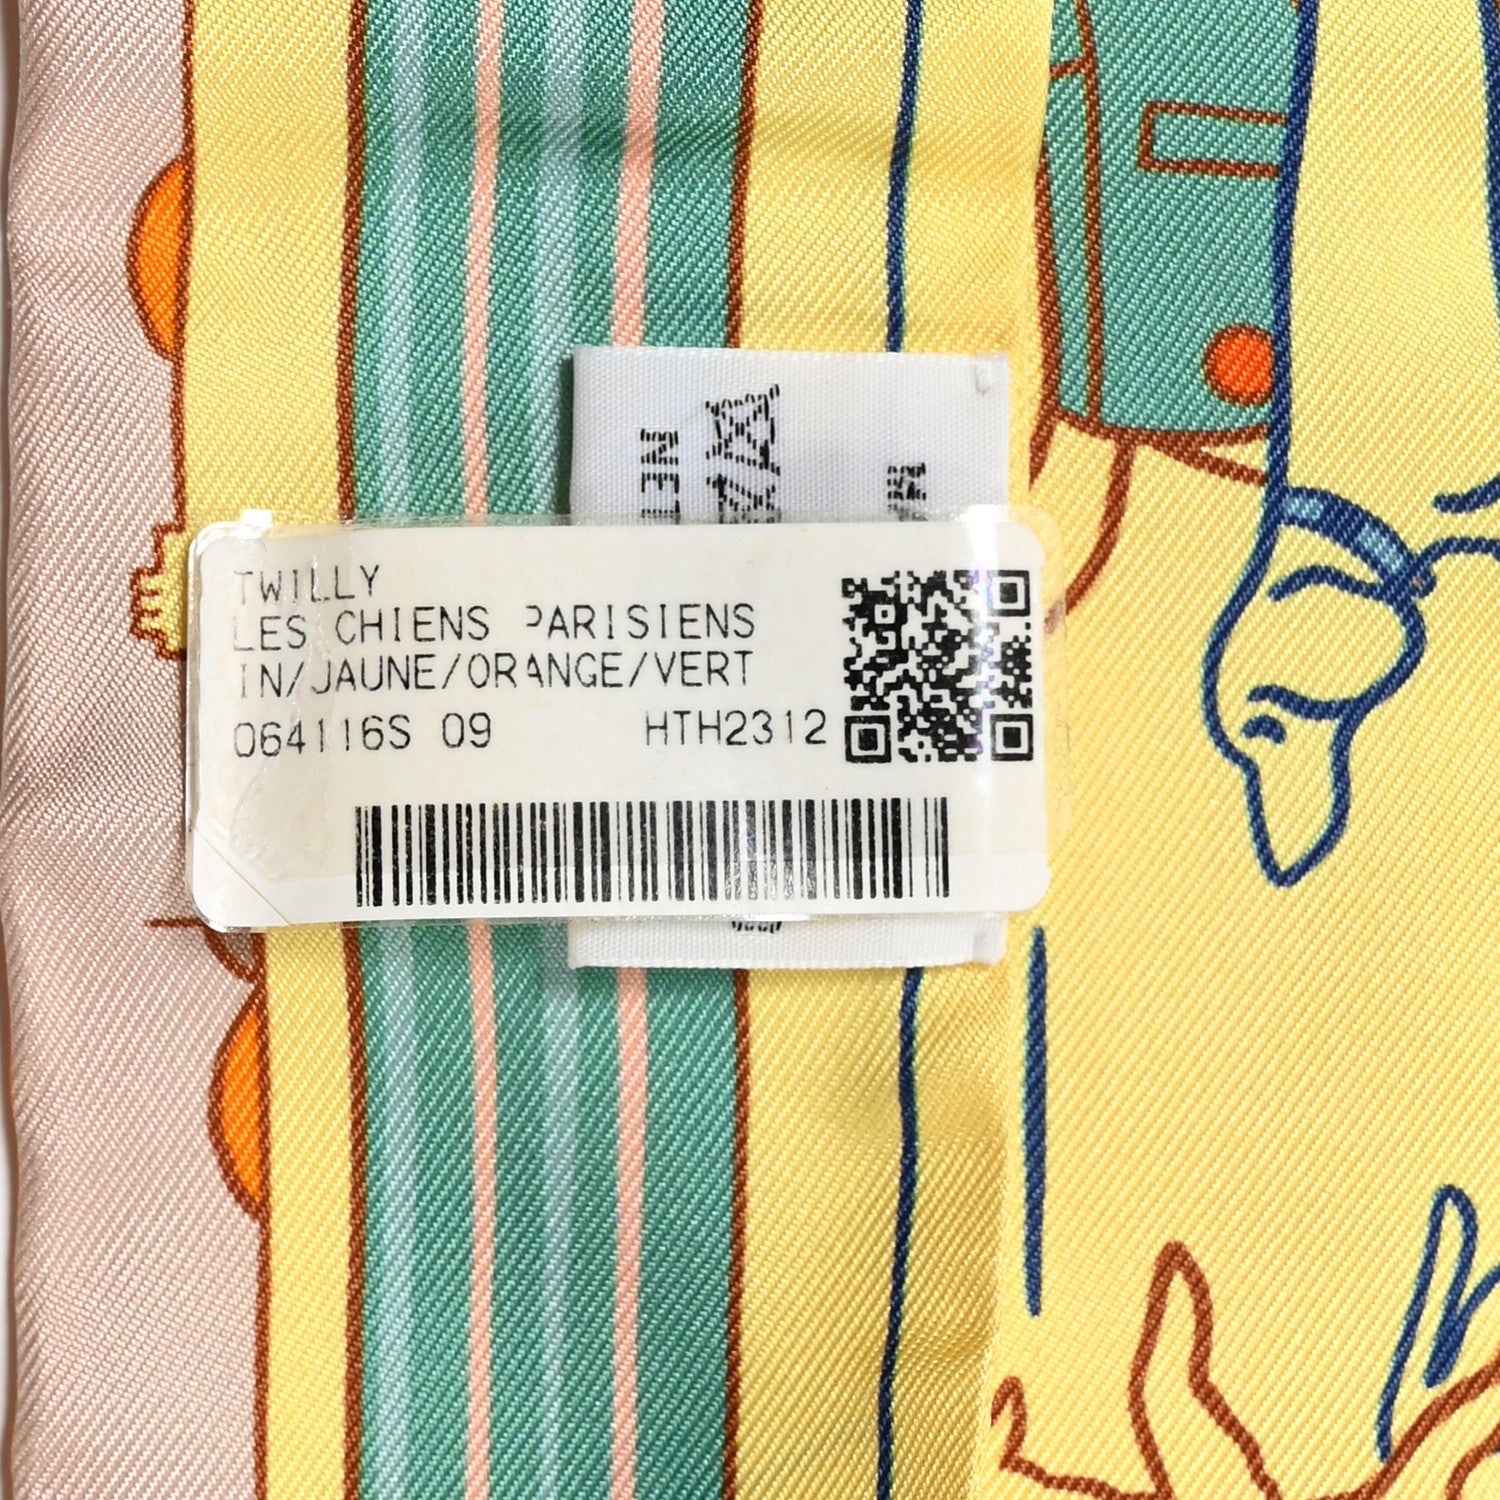 TWILLY
LES CHIENS PARISIENS
IN/JAUNE/ORANGE/VERT
064116S 09 HTH2312